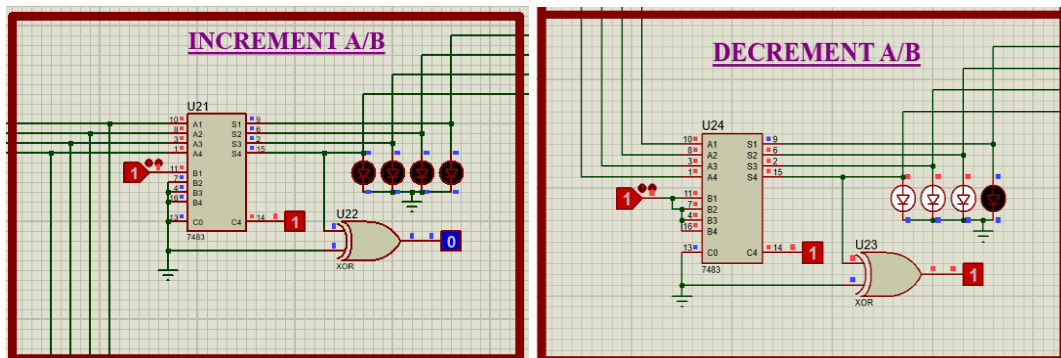 INCREMENT A/B
U21
10 A1 S1 9
8 A2 S2 6
3 A3 S3 2
1 A4 S4 15
1
11 B1
7 B2
4 B3
16 B4
13 C0 C4 14 1
7483
U22
0
XOR
DECREMENT A/B
U24
10 A1 S1 9
8 A2 S2 6
3 A3 S3 2
1 A4 S4 15
1
11 B1
7 B2
4 B3
16 B4
13 C0 C4 14 1
7483
U23
1
XOR